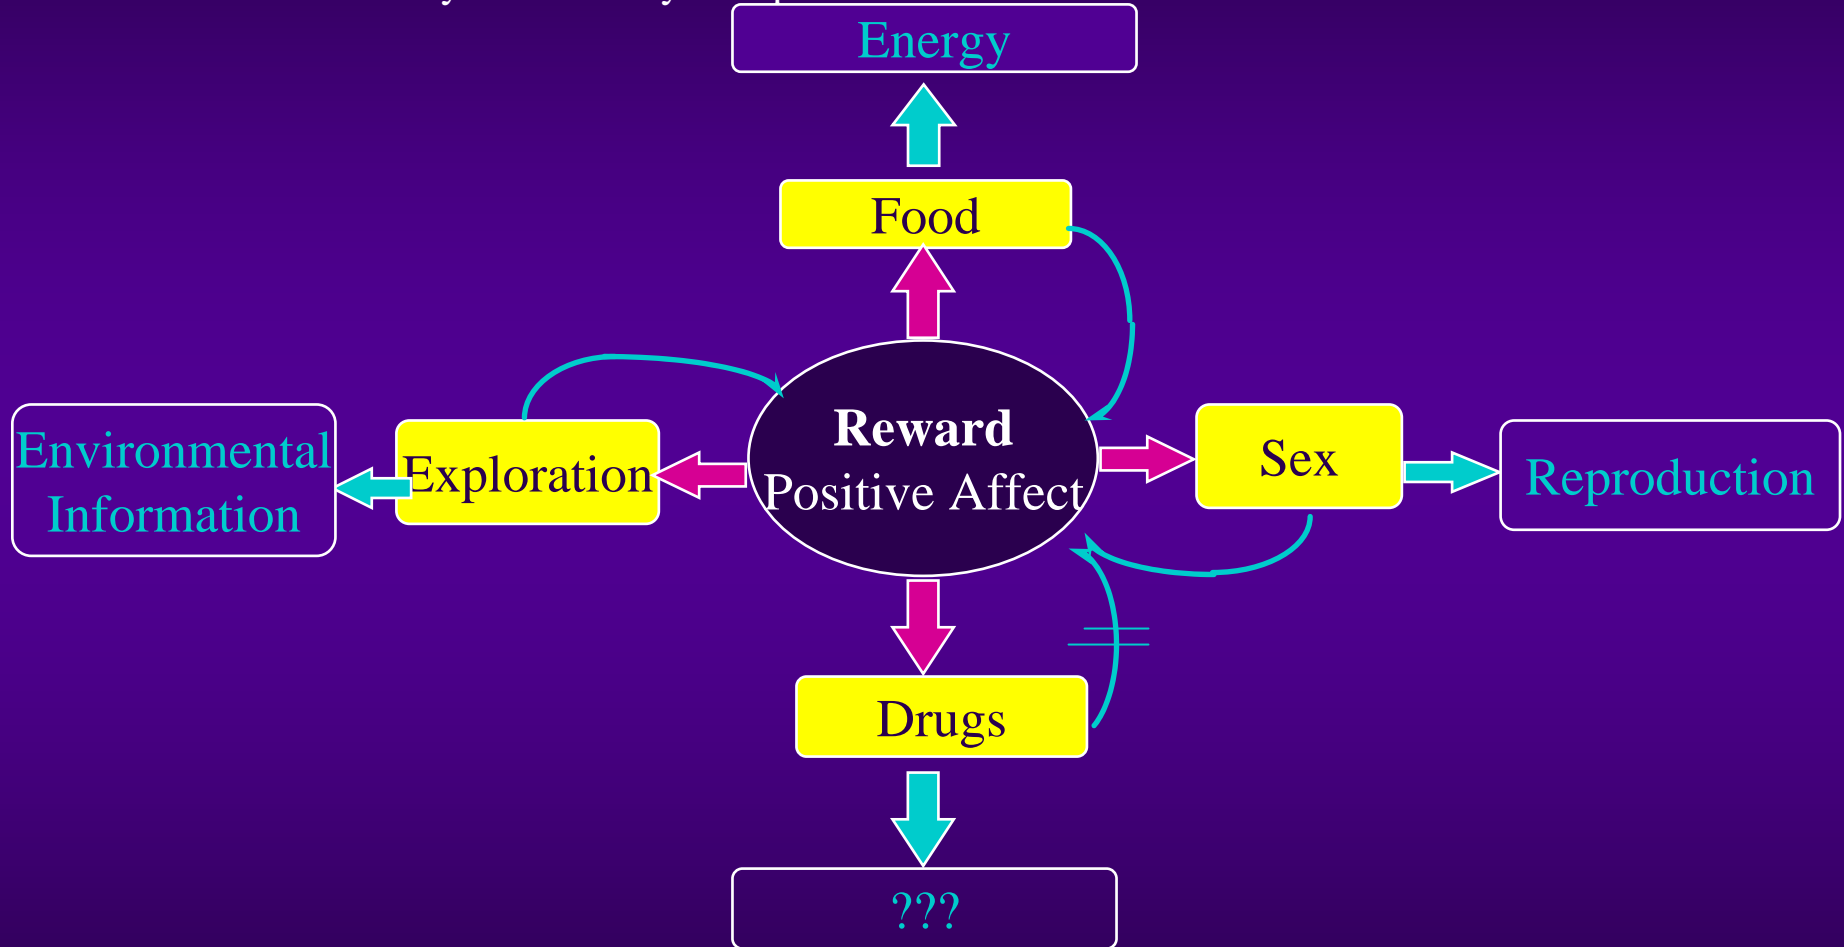 Energy
Food
Reward
Positive Affect
Environmental
Information
Exploration
Sex
Reproduction
Drugs
???